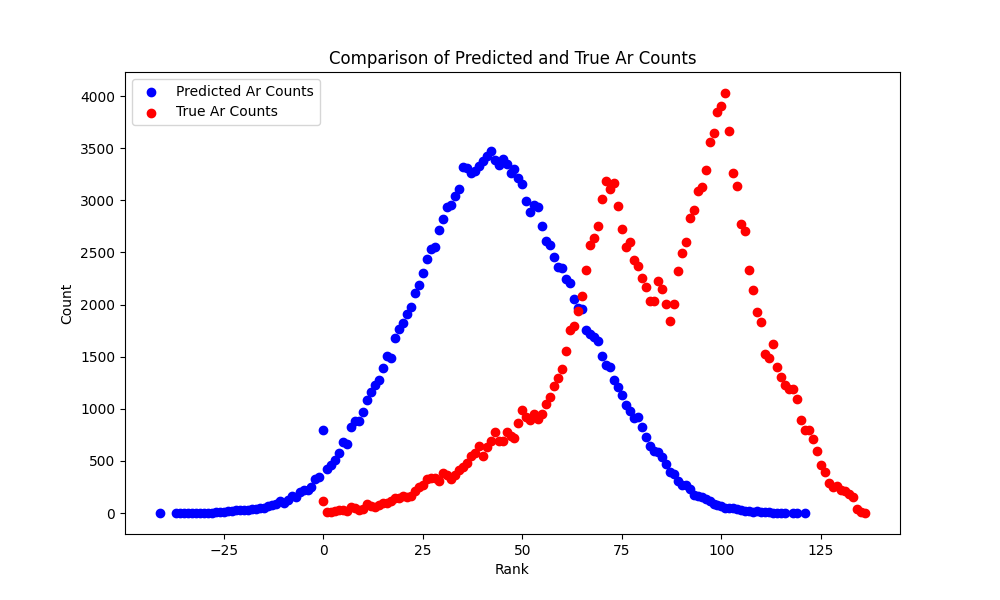 Comparison of Predicted and True Ar Counts
Predicted Ar Counts
True Ar Counts
4000
3500
3000
2500
2000
1500
1000
500
0
Count
−25 0 25 50 75 100 125
Rank